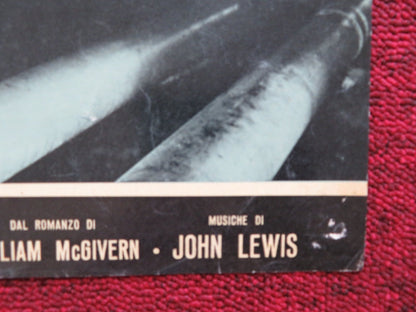 DAL ROMANZO DI MUSICHE DI
LIAM McGIVERN • JOHN LEWIS